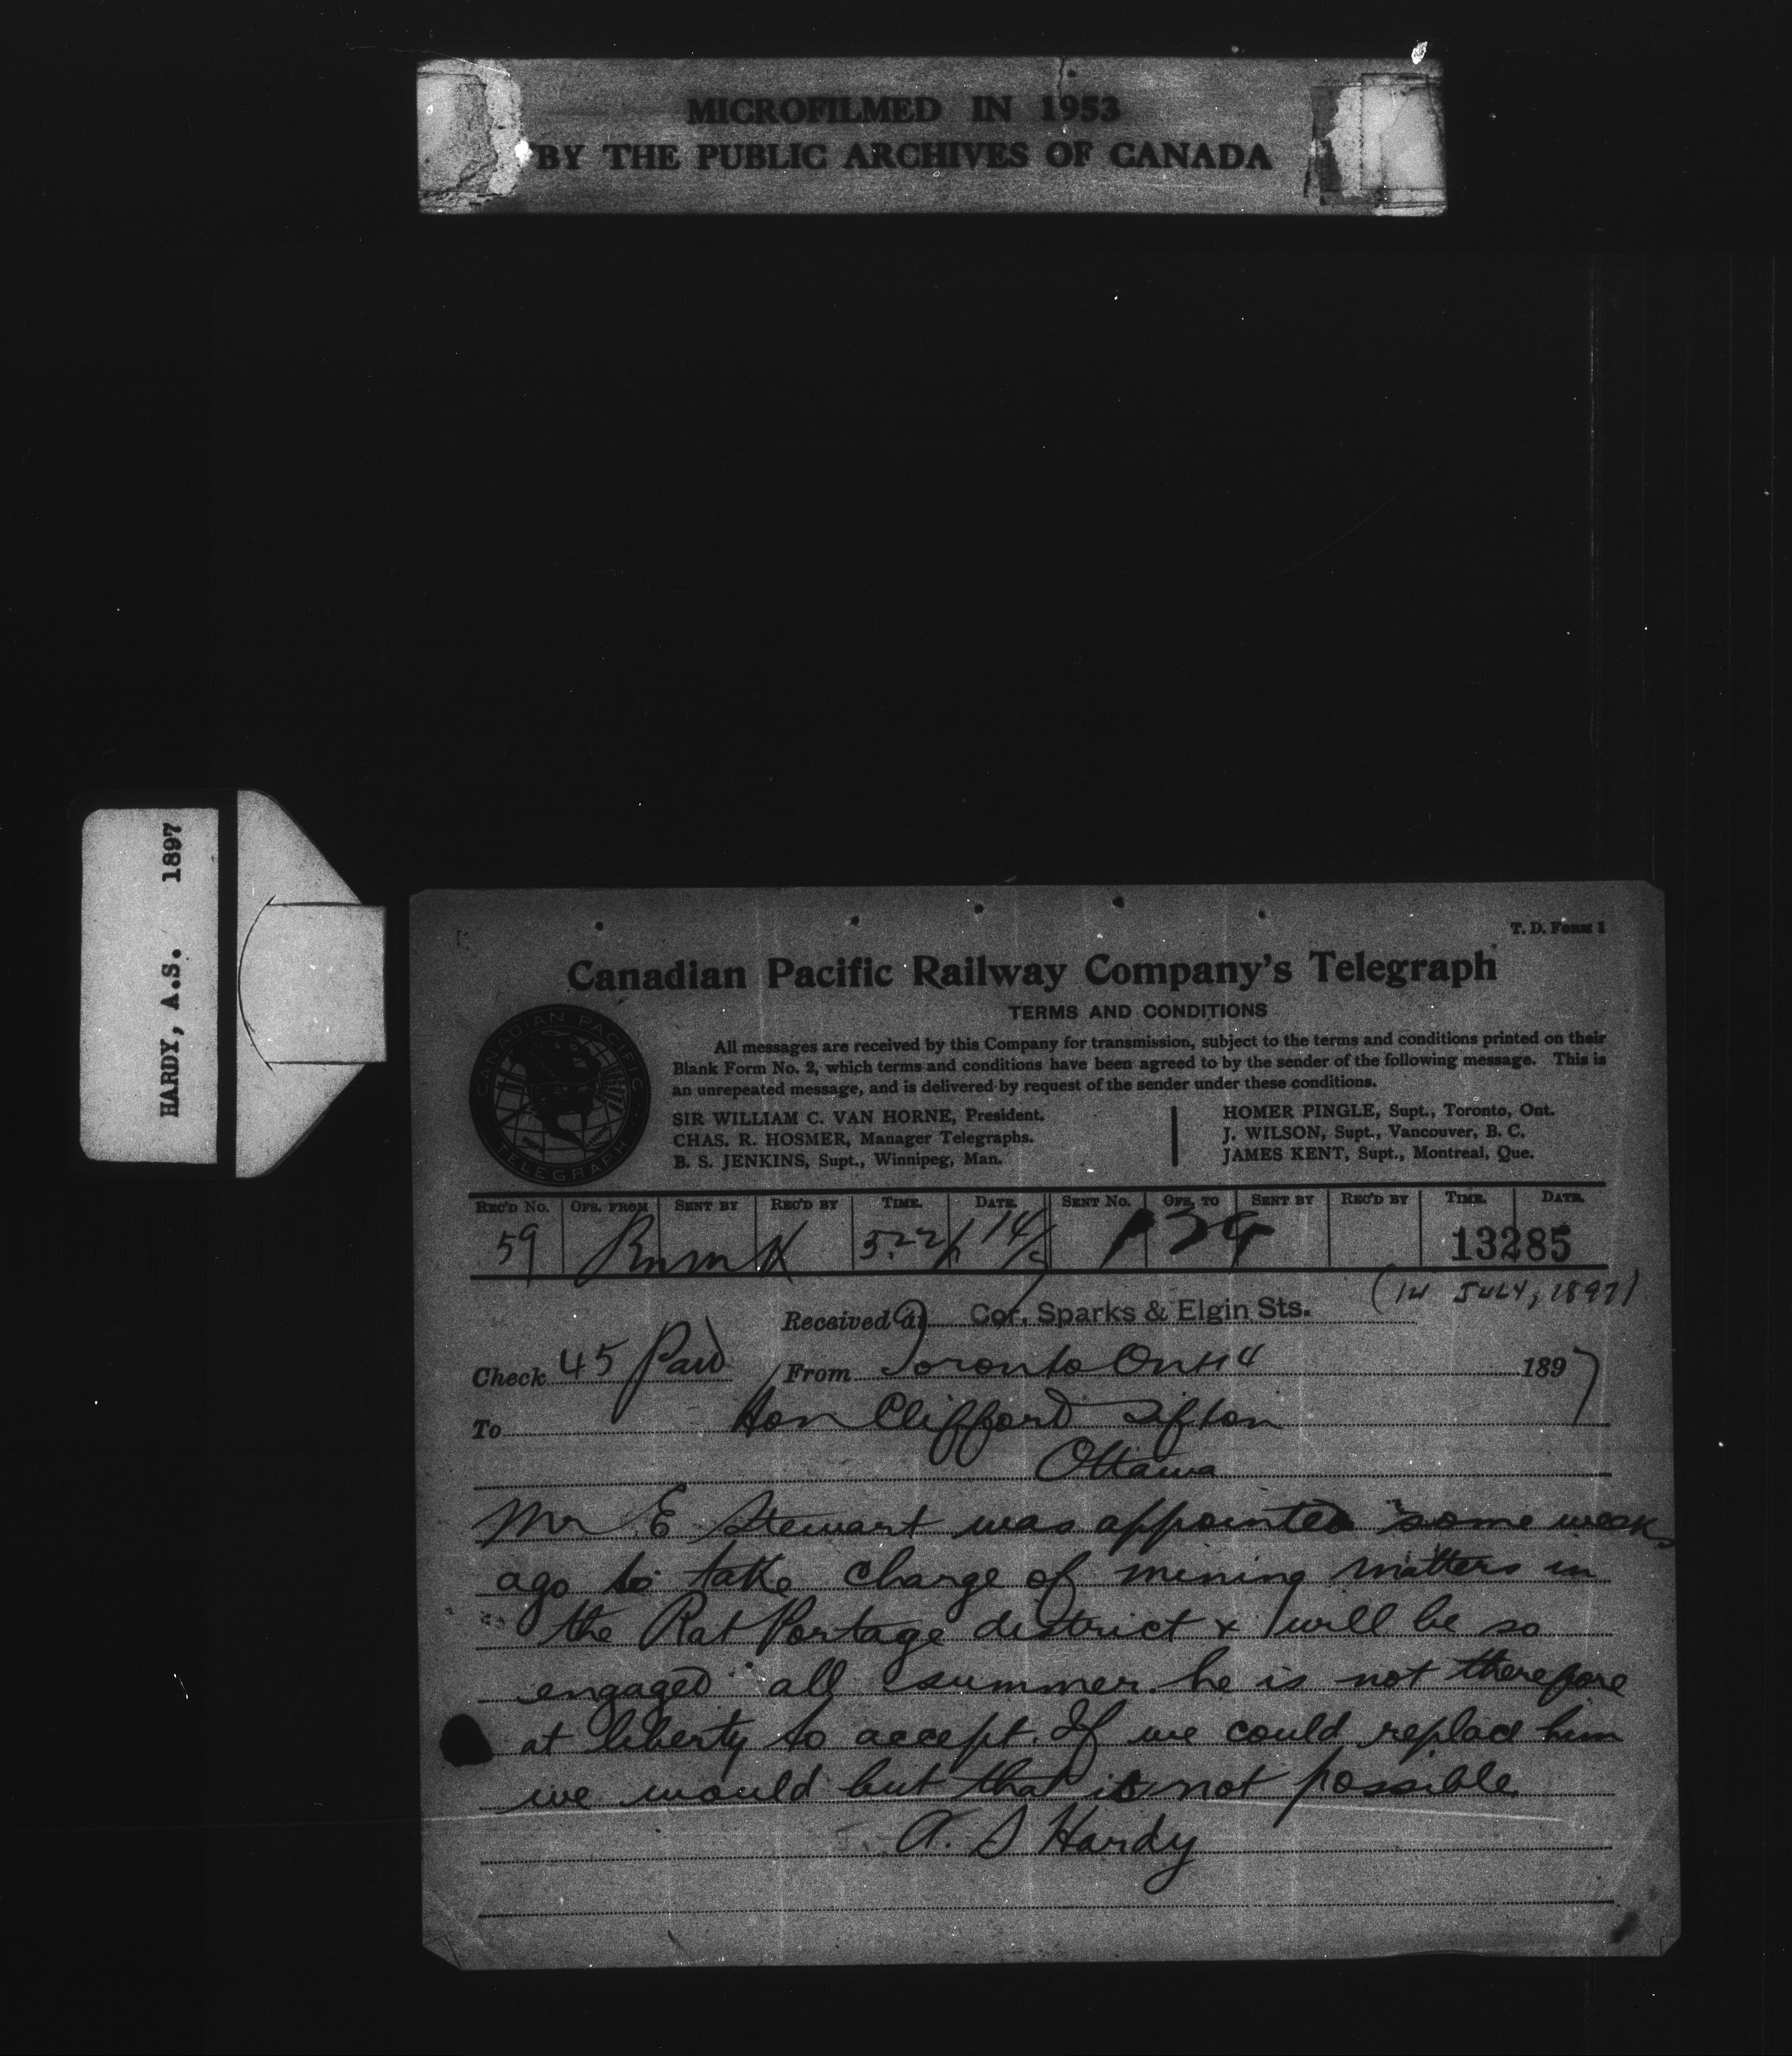 MICROFILMED IN 1953
BY THE PUBLIC ARCHIVES OF CANADA
HARDY, A.S. 1897
T. D. Form 1
Canadian Pacific Railway Company's Telegraph
TERMS AND CONDITIONS
CANADIAN PACIFIC
TELEGRAPH
All messages are received by this Company for transmission, subject to the terms and conditions printed on their
Blank Form No. 2, which terms and conditions have been agreed to by the sender of the following message. This is
an unrepeated message, and is delivered by request of the sender under these conditions.
SIR WILLIAM C. VAN HORNE, President.
CHAS. R. HOSMER, Manager Telegraphs.
B. S. JENKINS, Supt., Winnipeg, Man.
HOMER PINGLE, Supt., Toronto, Ont.
J. WILSON, Supt., Vancouver, B. C.
JAMES KENT, Supt., Montreal, Que.
REC'D No. OFS. FROM SENT BY REC'D BY TIME. DATE. SENT No. OFS. TO SENT BY REC'D BY TIME. DATE.
59 5.22 14 13285
(14 JULY, 1897)
Received at Cor. Sparks & Elgin Sts.
Check 45 Paid From Toronto Ont 14 1897
To Hon Clifford Sifton
Ottawa
Mr E Stewart was appointed some weeks
ago to take charge of mining matters in
the Rat Portage district & will be so
engaged all summer. he is not therefore
at liberty to accept. If we could replace him
we would but that is not possible
A. S Hardy